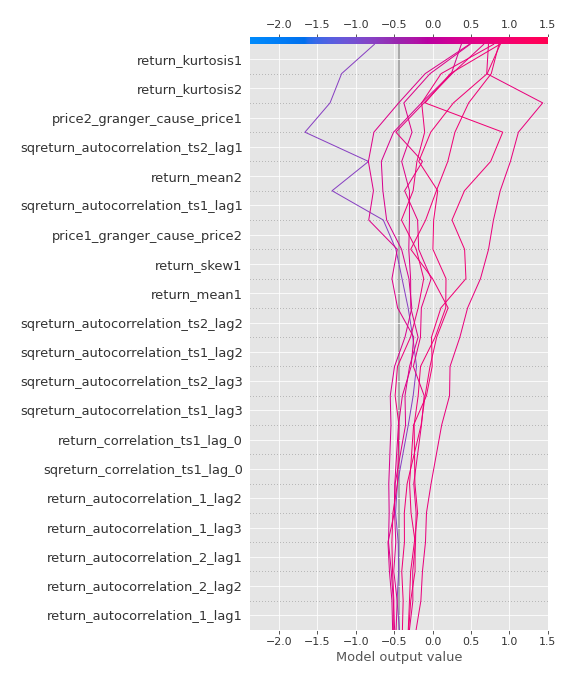 −2.0 −1.5 −1.0 −0.5 0.0 0.5 1.0 1.5
return_kurtosis1
return_kurtosis2
price2_granger_cause_price1
sqreturn_autocorrelation_ts2_lag1
return_mean2
sqreturn_autocorrelation_ts1_lag1
price1_granger_cause_price2
return_skew1
return_mean1
sqreturn_autocorrelation_ts2_lag2
sqreturn_autocorrelation_ts1_lag2
sqreturn_autocorrelation_ts2_lag3
sqreturn_autocorrelation_ts1_lag3
return_correlation_ts1_lag_0
sqreturn_correlation_ts1_lag_0
return_autocorrelation_1_lag2
return_autocorrelation_1_lag3
return_autocorrelation_2_lag1
return_autocorrelation_2_lag2
return_autocorrelation_1_lag1
−2.0 −1.5 −1.0 −0.5 0.0 0.5 1.0 1.5
Model output value